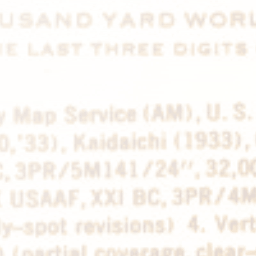 USAND YARD WORL
E LAST THREE DIGITS
y Map Service (AM), U. S.
0,'33), Kaidaichi (1933),
, 3PR/5M141/24", 32,00
USAAF, XXI BC, 3PR/4M
ly—spot revisions) 4. Vert
(partial coverage, clear—